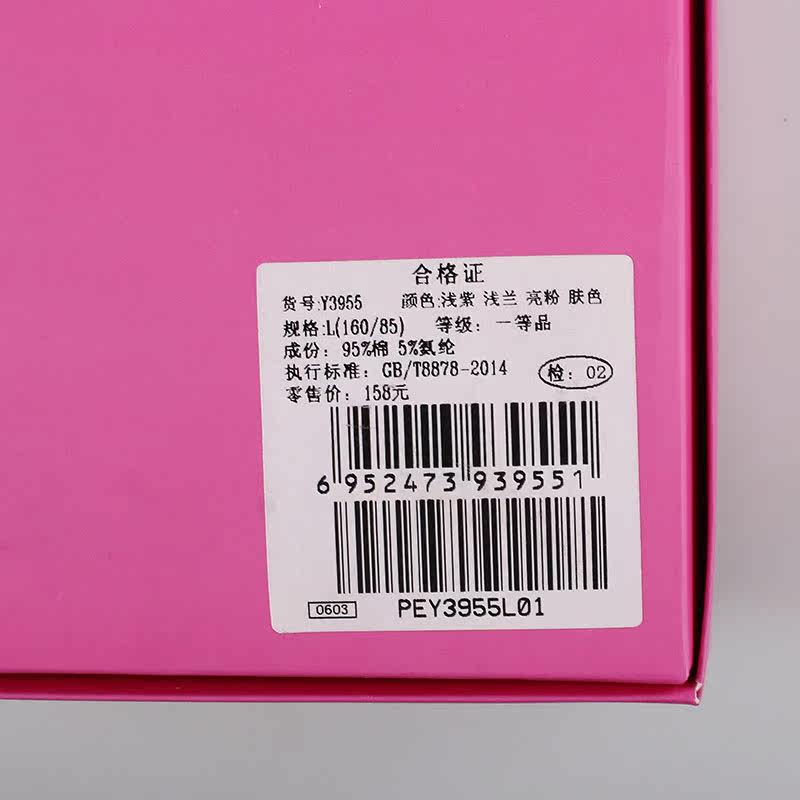 合格证
货号:Y3955 颜色:浅紫 浅兰 亮粉 肤色
规格:L(160/85) 等级: 一等品
成份: 95%棉 5%氨纶
执行标准: GB/T8878-2014 检: 02
零售价: 158元
6 952473 939551
0603 PEY3955L01